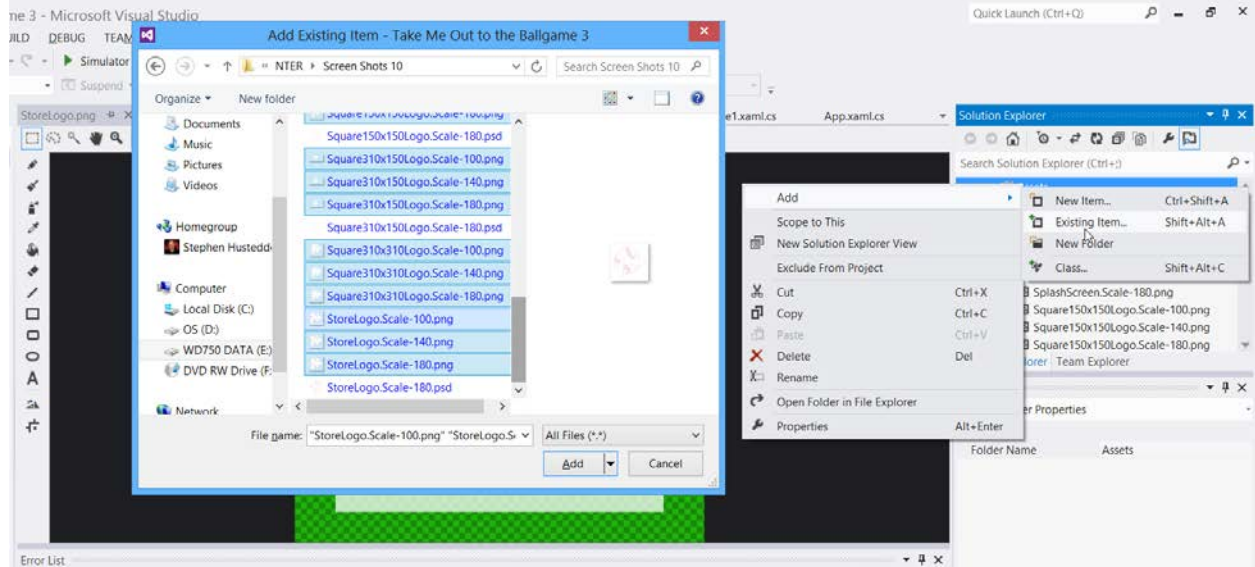 me 3 - Microsoft Visual Studio
Quick Launch (Ctrl+Q)
DEBUG
Simulator
Suspend
StoreLogo.png
App.xaml.cs
Add Existing Item - Take Me Out to the Ballgame 3
NTER
Screen Shots 10
Search Screen Shots 10
Organize
New folder
Documents
Music
Pictures
Videos
Homegroup
Stephen Hustedd
Computer
Local Disk (C:)
OS (D:)
WD750 DATA (E:)
DVD RW Drive (F:
Network
Square150x150Logo.Scale-180.psd
Square310x150Logo.Scale-100.png
Square310x150Logo.Scale-140.png
Square310x150Logo.Scale-180.png
Square310x150Logo.Scale-180.psd
Square310x310Logo.Scale-100.png
Square310x310Logo.Scale-140.png
Square310x310Logo.Scale-180.png
StoreLogo.Scale-100.png
StoreLogo.Scale-140.png
StoreLogo.Scale-180.png
StoreLogo.Scale-180.psd
File name: "StoreLogo.Scale-100.png" "StoreLogo.S
All Files (*.*)
Add
Cancel
Solution Explorer
Search Solution Explorer (Ctrl+;)
Add
Scope to This
New Solution Explorer View
Exclude From Project
Cut Ctrl+X
Copy Ctrl+C
Paste Ctrl+V
Delete Del
Rename
Open Folder in File Explorer
Properties Alt+Enter
New Item... Ctrl+Shift+A
Existing Item... Shift+Alt+A
New Folder
Class... Shift+Alt+C
SplashScreen.Scale-180.png
Square150x150Logo.Scale-100.png
Square150x150Logo.Scale-140.png
Square150x150Logo.Scale-180.png
lorer Team Explorer
er Properties
Folder Name Assets
Error List